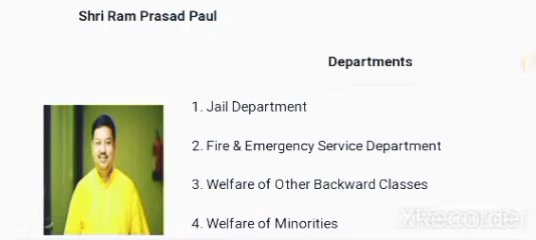 Shri Ram Prasad Paul
Departments
1. Jail Department
2. Fire & Emergency Service Department
3. Welfare of Other Backward Classes
4. Welfare of Minorities
XRecorder